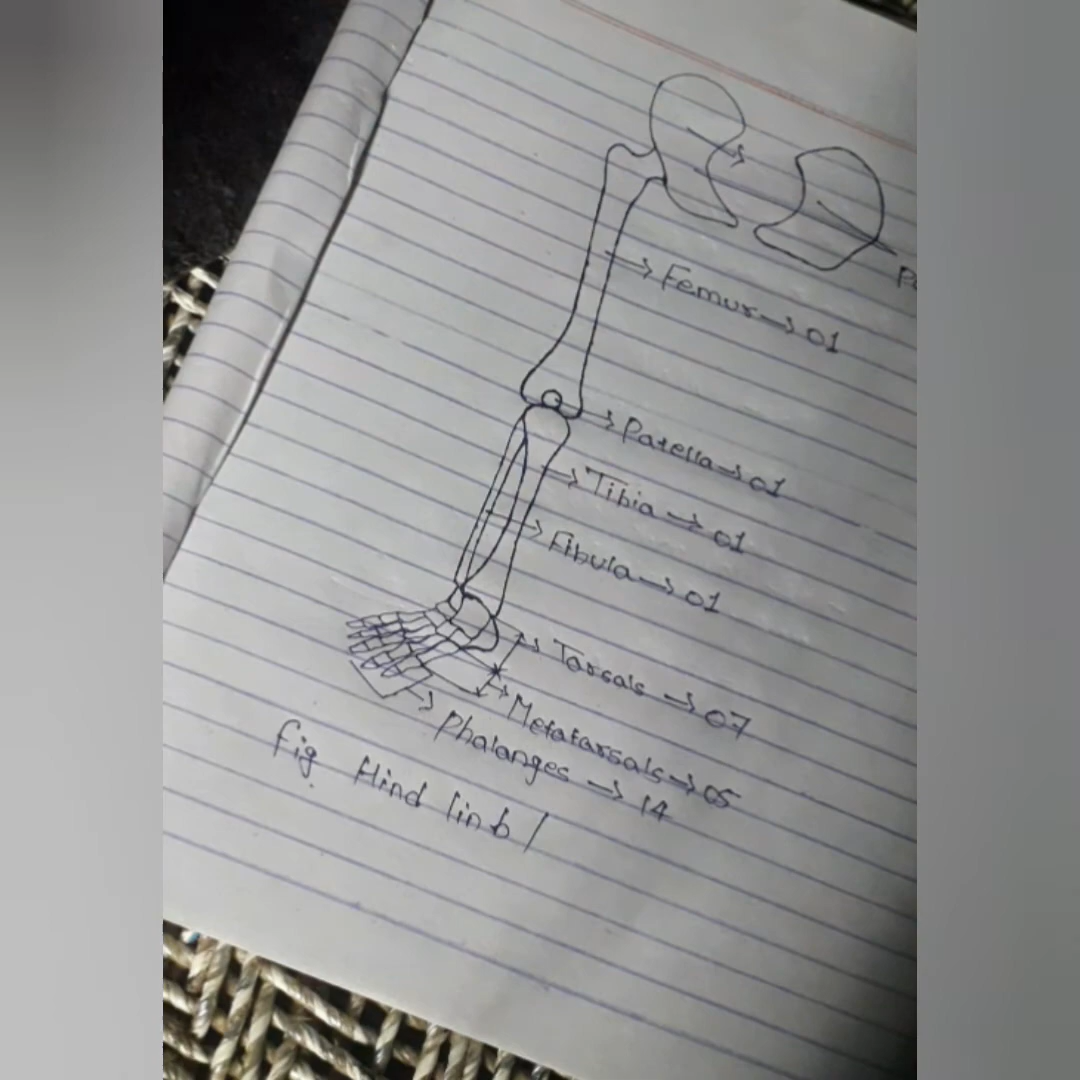 Femur → 01
Patella → 01
Tibia → 01
Fibula → 01
Tarsals → 07
Metatarsals → 05
Phalanges → 14
fig Hind limb /